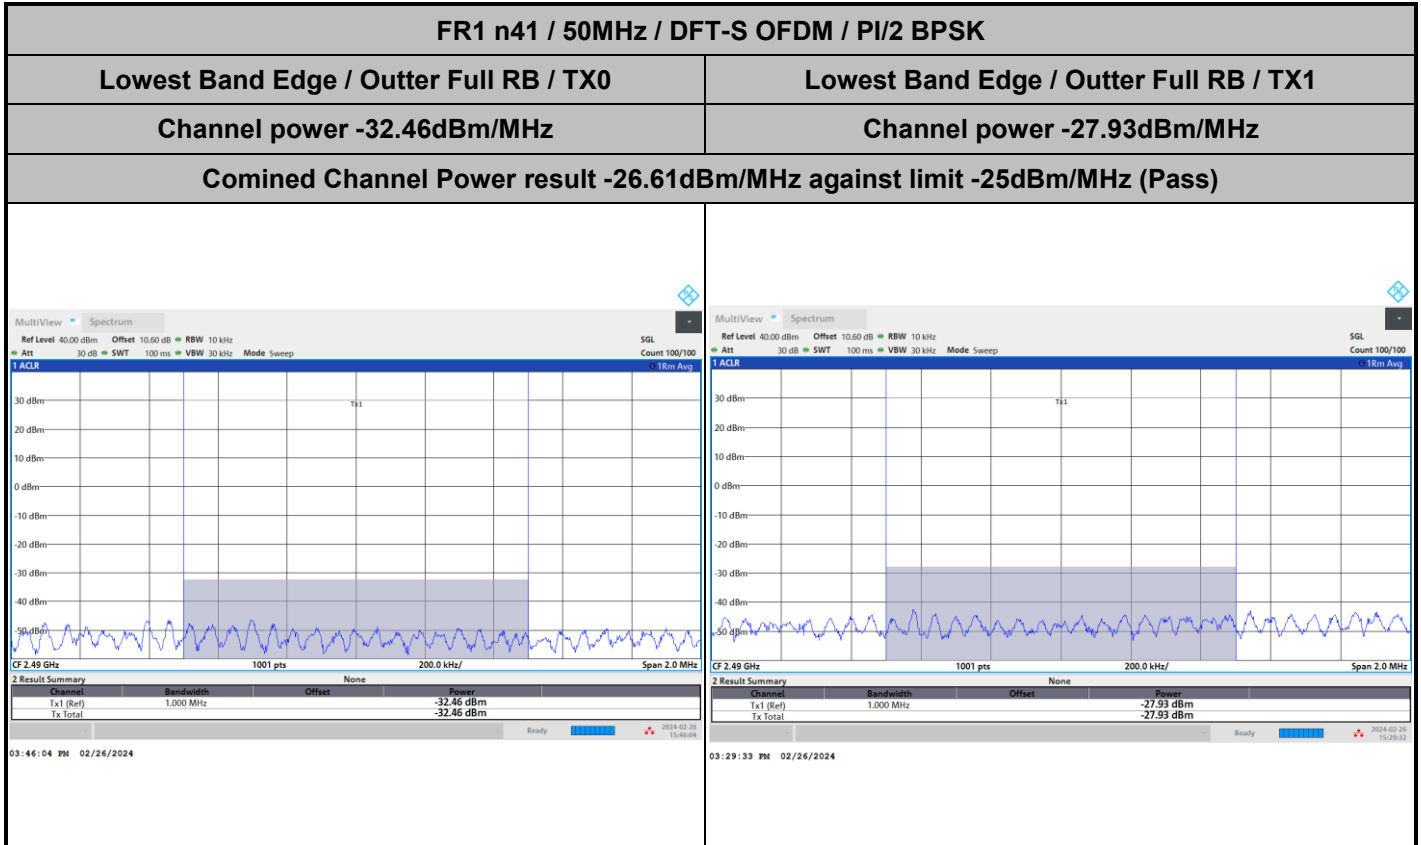 FR1 n41 / 50MHz / DFT-S OFDM / PI/2 BPSK
Lowest Band Edge / Outter Full RB / TX0
Lowest Band Edge / Outter Full RB / TX1
Channel power -32.46dBm/MHz
Channel power -27.93dBm/MHz
Comined Channel Power result -26.61dBm/MHz against limit -25dBm/MHz (Pass)
MultiView Spectrum
Ref Level 40.00 dBm Offset 10.60 dB RBW 10 kHz SGL
Att 30 dB SWT 100 ms VBW 30 kHz Mode Sweep Count 100/100
1 ACLR 1Rm Avg
Tx1
30 dBm
20 dBm
10 dBm
0 dBm
-10 dBm
-20 dBm
-30 dBm
-40 dBm
-50 dBm
CF 2.49 GHz 1001 pts 200.0 kHz/ Span 2.0 MHz
2 Result Summary None
Channel Bandwidth Offset Power
Tx1 (Ref) 1.000 MHz -32.46 dBm
Tx Total -32.46 dBm
Ready 2024-02-26
15:46:04
03:46:04 PM 02/26/2024
MultiView Spectrum
Ref Level 40.00 dBm Offset 10.60 dB RBW 10 kHz SGL
Att 30 dB SWT 100 ms VBW 30 kHz Mode Sweep Count 100/100
1 ACLR 1Rm Avg
Tx1
30 dBm
20 dBm
10 dBm
0 dBm
-10 dBm
-20 dBm
-30 dBm
-40 dBm
-50 dBm
CF 2.49 GHz 1001 pts 200.0 kHz/ Span 2.0 MHz
2 Result Summary None
Channel Bandwidth Offset Power
Tx1 (Ref) 1.000 MHz -27.93 dBm
Tx Total -27.93 dBm
Ready 2024-02-26
15:29:32
03:29:33 PM 02/26/2024